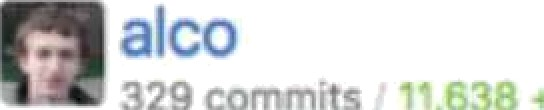 alco
329 commits / 11,638 +